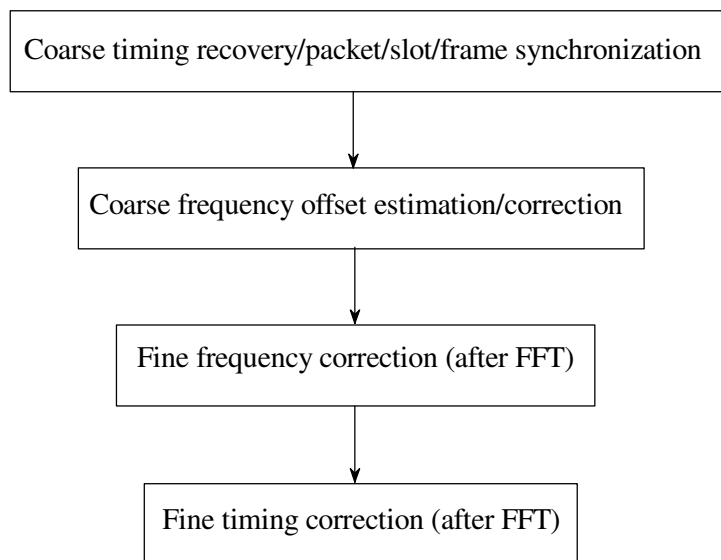 Coarse timing recovery/packet/slot/frame synchronization
Coarse frequency offset estimation/correction
Fine frequency correction (after FFT)
Fine timing correction (after FFT)